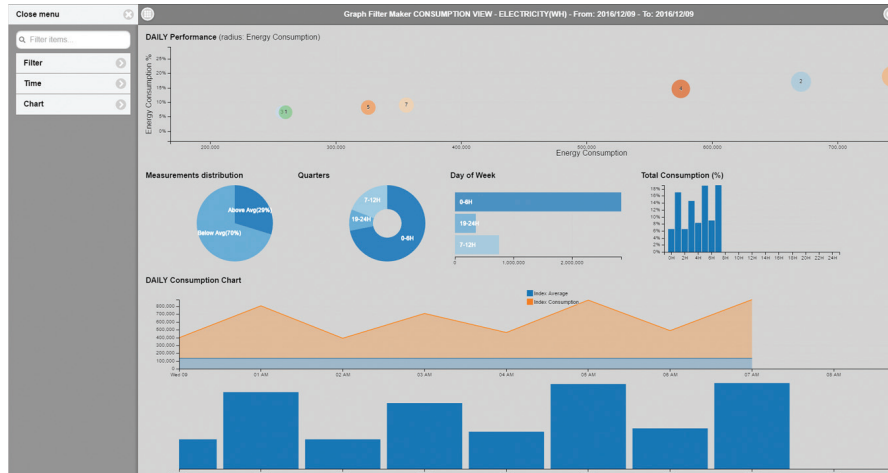 Close menu
Graph Filter Maker CONSUMPTION VIEW - ELECTRICITY(WH) - From: 2016/12/09 - To: 2016/12/09
Filter items...
Filter
Time
Chart
DAILY Performance (radius: Energy Consumption)
Energy Consumption %
25%
20%
15%
10%
5%
0%
5
7
4
2
200,000
300,000
400,000
500,000
600,000
700,000
Energy Consumption
Measurements distribution
Above Avg(29%)
Below Avg(70%)
Quarters
7-12H
19-24H
0-6H
Day of Week
0-6H
19-24H
7-12H
0
1,000,000
2,000,000
Total Consumption (%)
18%
16%
14%
12%
10%
8%
6%
4%
2%
0%
0H 2H 4H 6H 8H 10H 12H 14H 16H 18H 20H 22H 24H
DAILY Consumption Chart
Index Average
Index Consumption
800,000
700,000
600,000
500,000
400,000
300,000
200,000
100,000
0
Wed 09
01 AM
02 AM
03 AM
04 AM
05 AM
06 AM
07 AM
08 AM